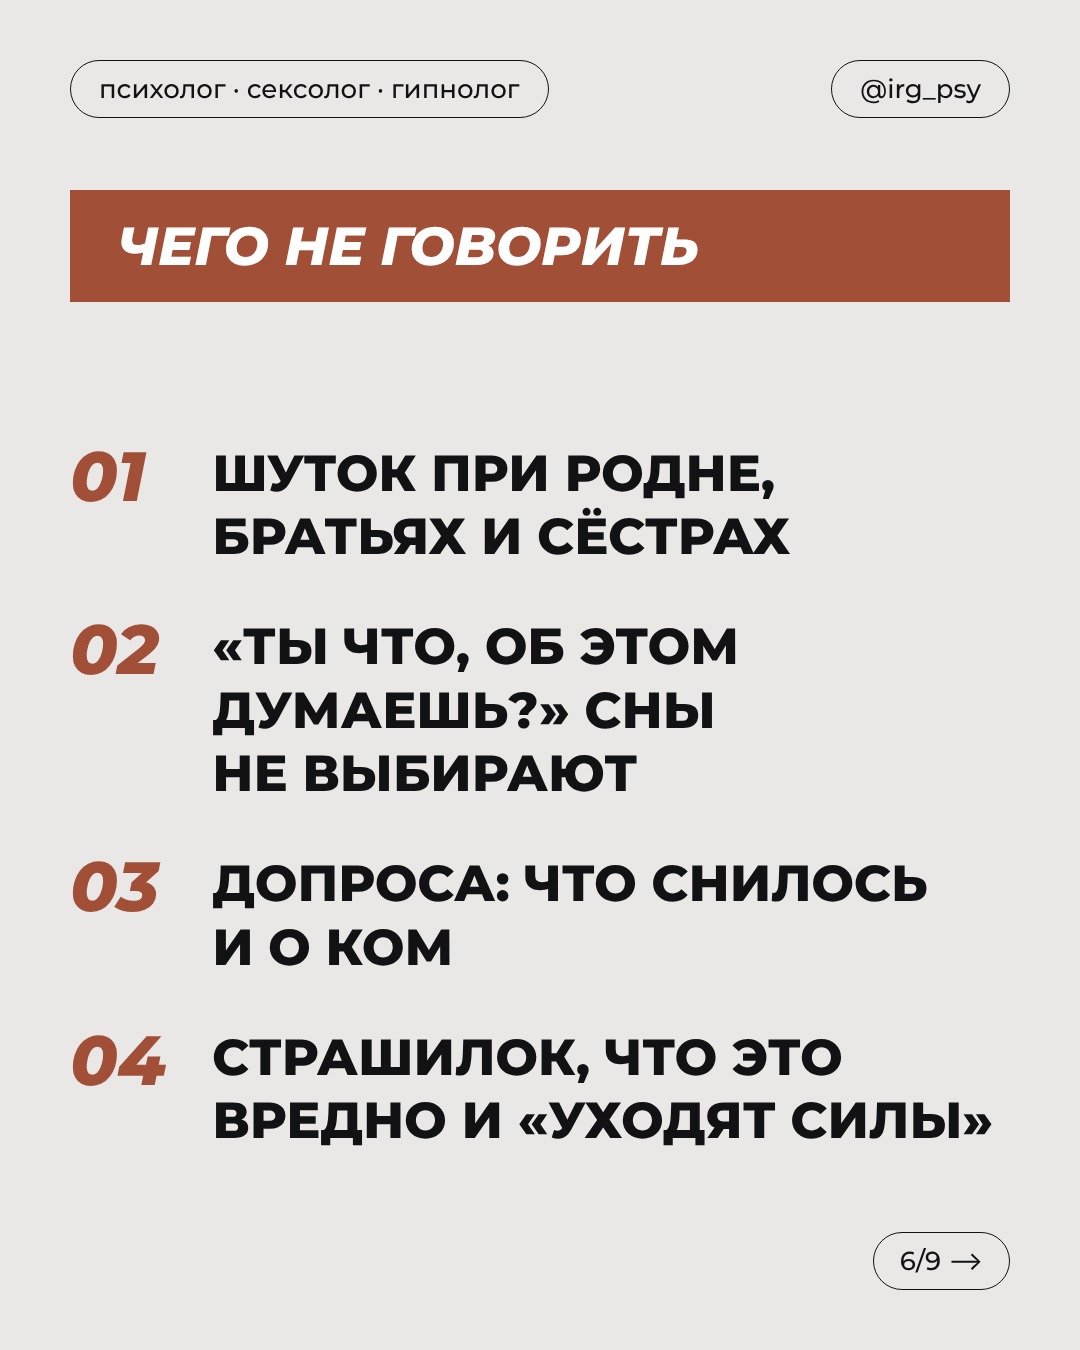 психолог · сексолог · гипнолог
@irg_psy
ЧЕГО НЕ ГОВОРИТЬ
01 ШУТОК ПРИ РОДНЕ,
БРАТЬЯХ И СЁСТРАХ
02 «ТЫ ЧТО, ОБ ЭТОМ
ДУМАЕШЬ?» СНЫ
НЕ ВЫБИРАЮТ
03 ДОПРОСА: ЧТО СНИЛОСЬ
И О КОМ
04 СТРАШИЛОК, ЧТО ЭТО
ВРЕДНО И «УХОДЯТ СИЛЫ»
6/9 →